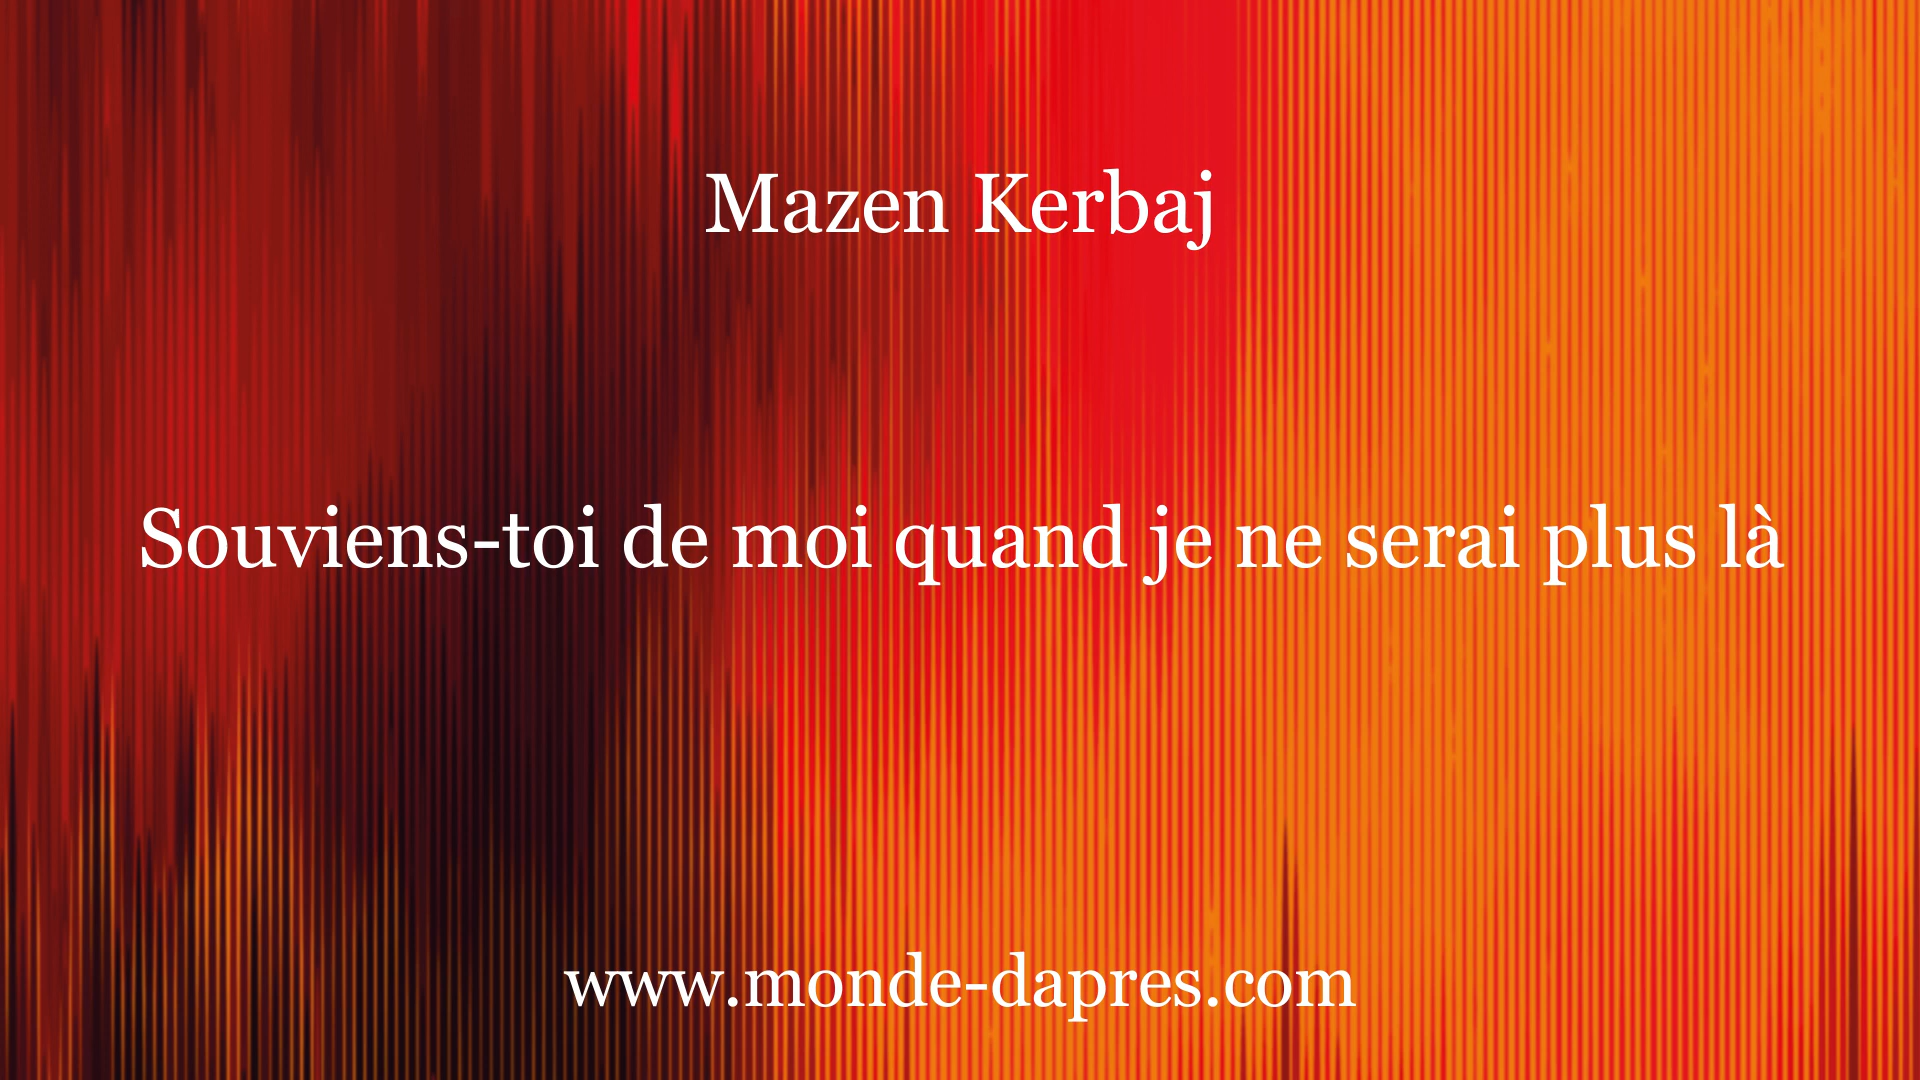 Mazen Kerbaj
Souviens-toi de moi quand je ne serai plus là
www.monde-dapres.com